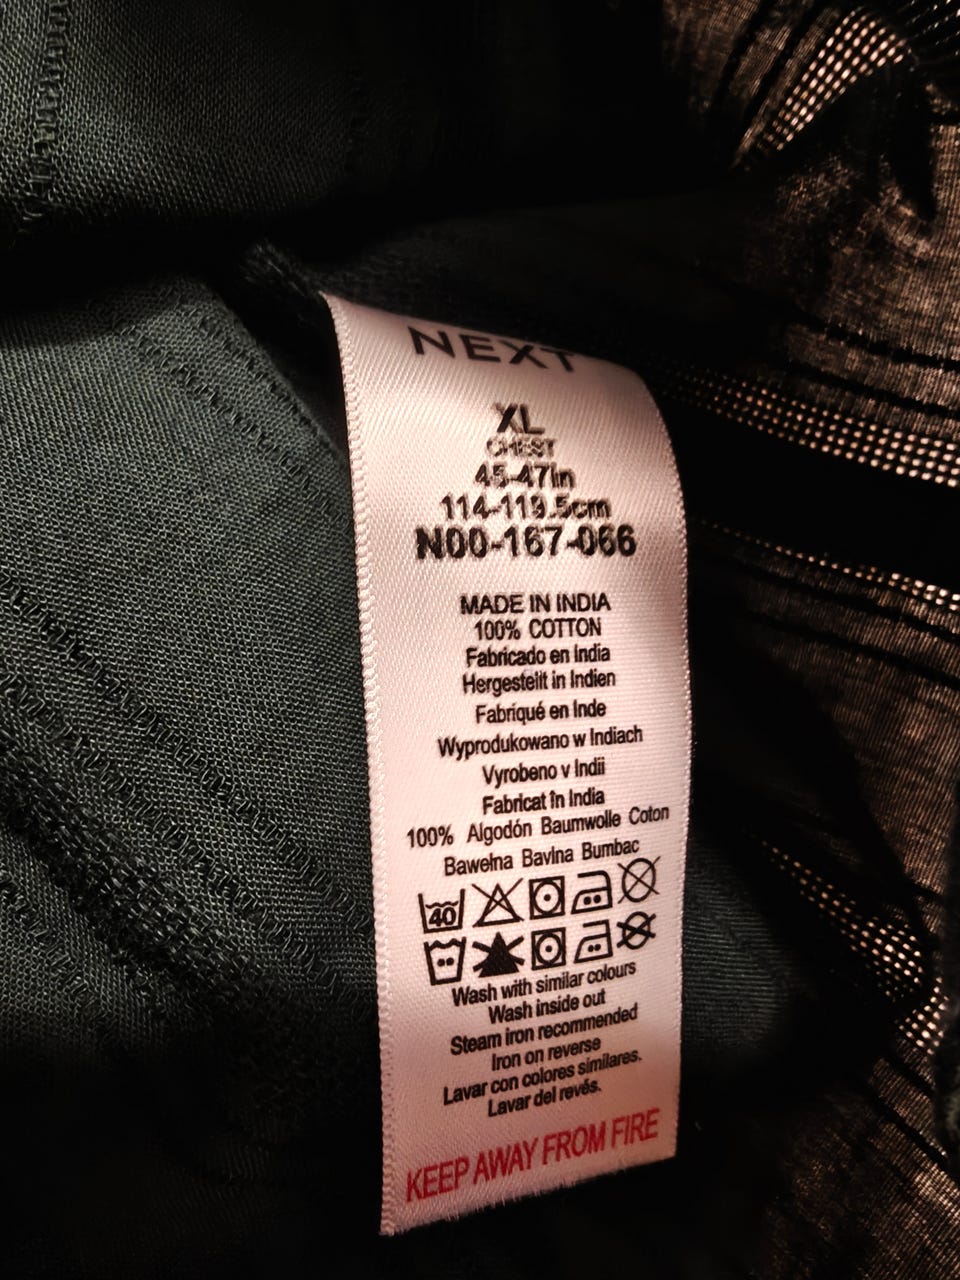 NEXT
XL
CHEST
45-47in
114-119.5cm
N00-167-066
MADE IN INDIA
100% COTTON
Fabricado en India
Hergestellt in Indien
Fabriqué en Inde
Wyprodukowano w Indiach
Vyrobeno v Indii
Fabricat în India
100% Algodón Baumwolle Coton
Bawełna Bavlna Bumbac
40
Wash with similar colours
Wash inside out
Steam iron recommended
Iron on reverse
Lavar con colores similares.
Lavar del revés.
KEEP AWAY FROM FIRE